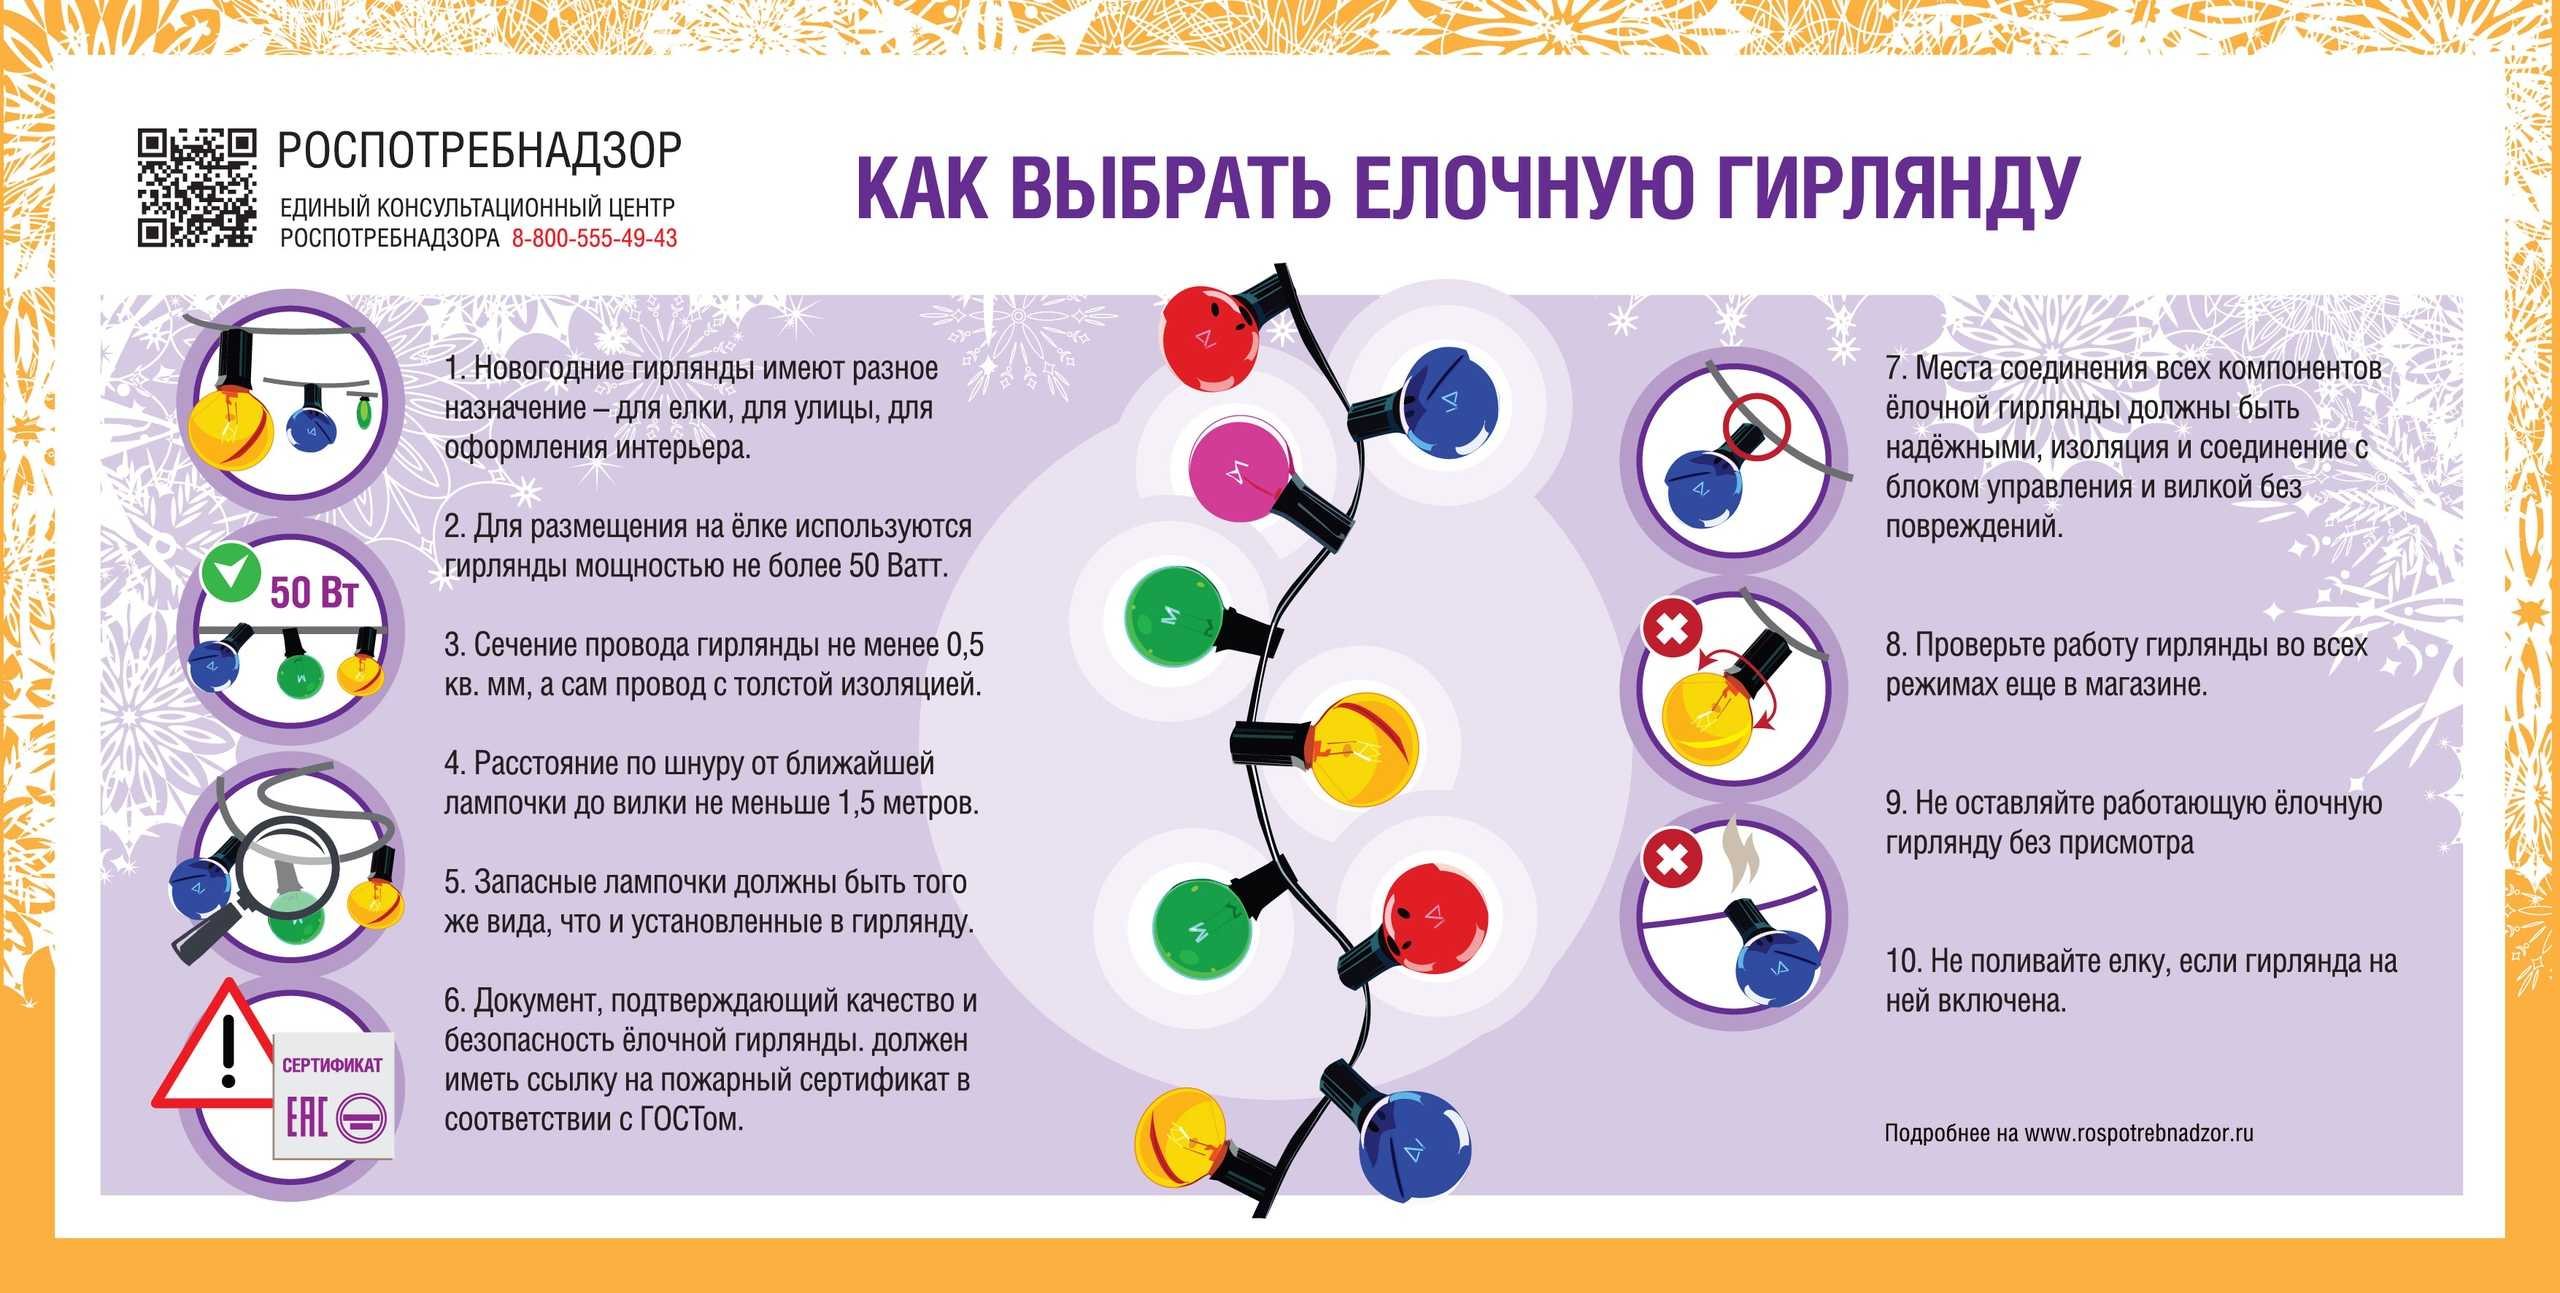 РОСПОТРЕБНАДЗОР
ЕДИНЫЙ КОНСУЛЬТАЦИОННЫЙ ЦЕНТР
РОСПОТРЕБНАДЗОРА 8-800-555-49-43
КАК ВЫБРАТЬ ЕЛОЧНУЮ ГИРЛЯНДУ
1. Новогодние гирлянды имеют разное
назначение – для елки, для улицы, для
оформления интерьера.
50 Вт
2. Для размещения на ёлке используются
гирлянды мощностью не более 50 Ватт.
3. Сечение провода гирлянды не менее 0,5
кв. мм, а сам провод с толстой изоляцией.
4. Расстояние по шнуру от ближайшей
лампочки до вилки не меньше 1,5 метров.
5. Запасные лампочки должны быть того
же вида, что и установленные в гирлянду.
СЕРТИФИКАТ
ЕАС
6. Документ, подтверждающий качество и
безопасность ёлочной гирлянды. должен
иметь ссылку на пожарный сертификат в
соответствии с ГОСТом.
7. Места соединения всех компонентов
ёлочной гирлянды должны быть
надёжными, изоляция и соединение с
блоком управления и вилкой без
повреждений.
8. Проверьте работу гирлянды во всех
режимах еще в магазине.
9. Не оставляйте работающую ёлочную
гирлянду без присмотра
10. Не поливайте елку, если гирлянда на
ней включена.
Подробнее на www.rospotrebnadzor.ru